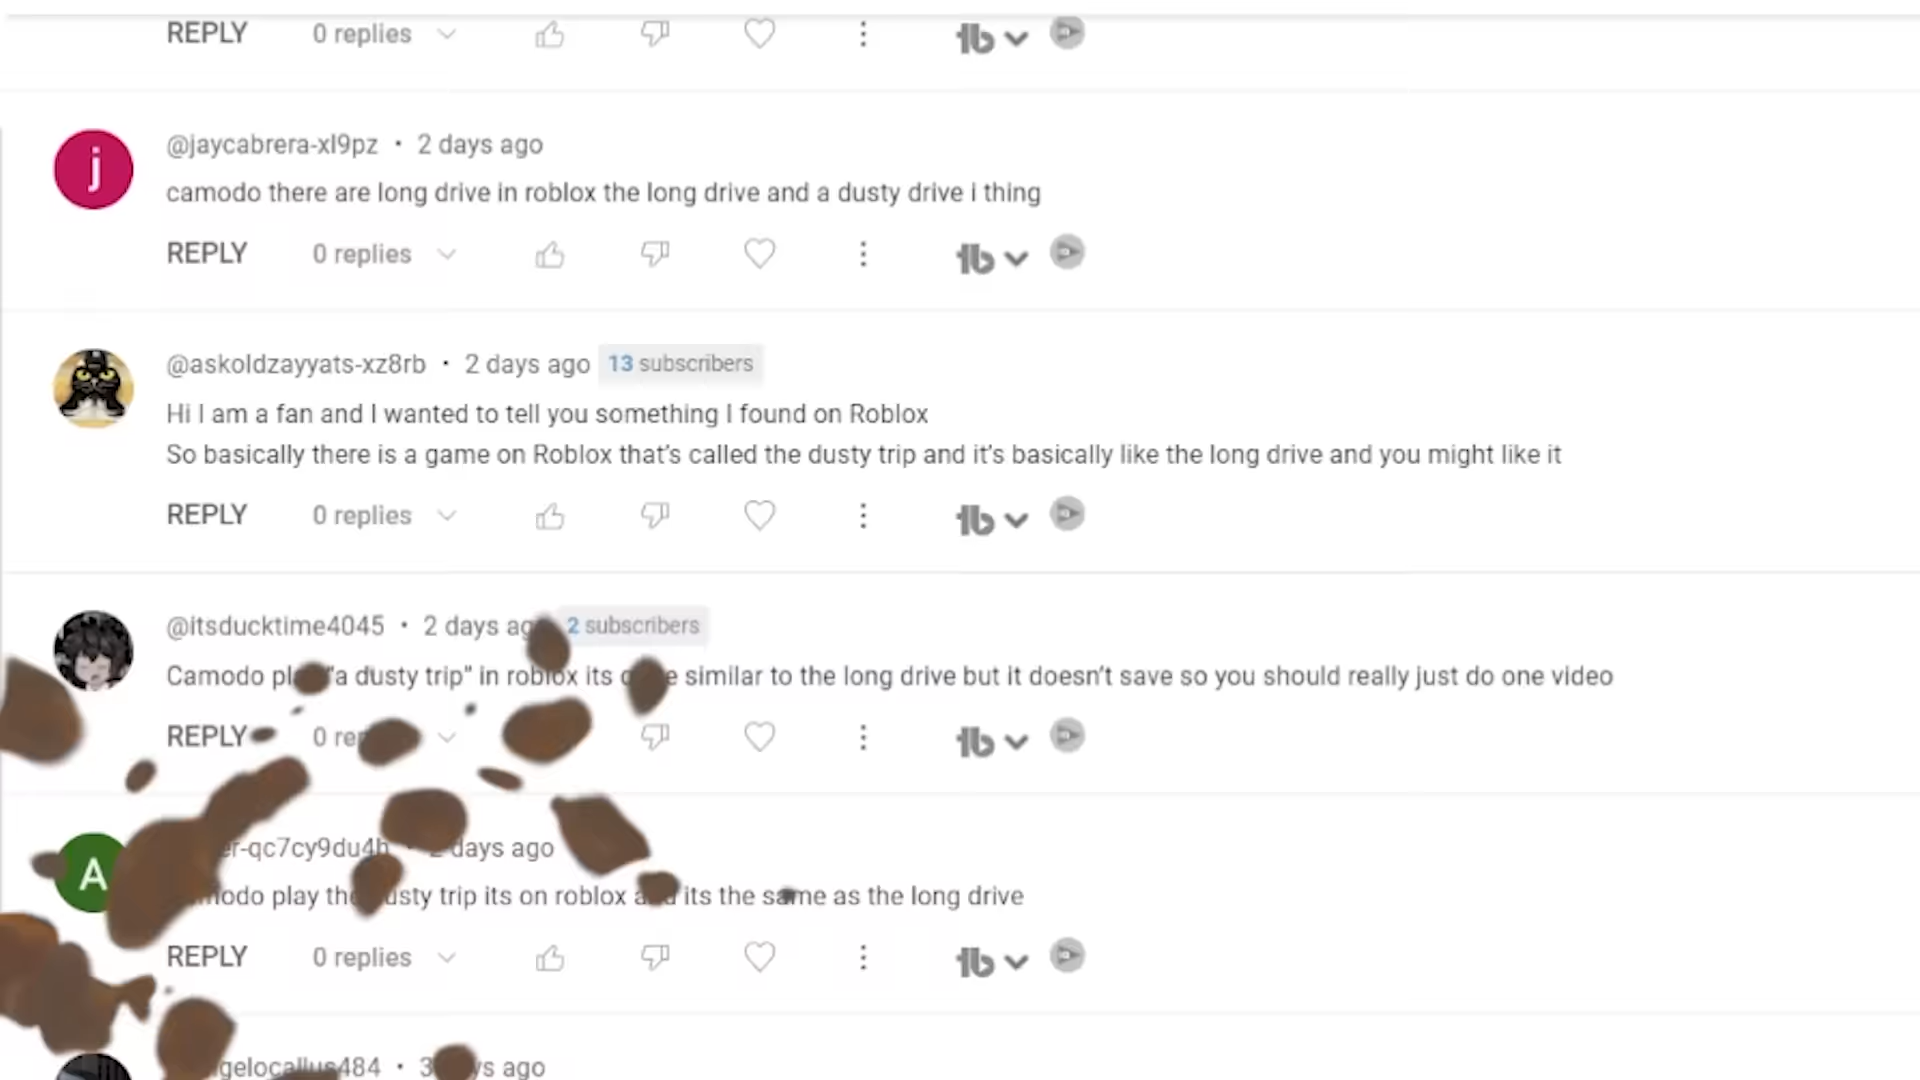 REPLY 0 replies
@jaycabrera-xl9pz • 2 days ago
j
camodo there are long drive in roblox the long drive and a dusty drive i thing
REPLY 0 replies
@askoldzayyats-xz8rb • 2 days ago 13 subscribers
Hi I am a fan and I wanted to tell you something I found on Roblox
So basically there is a game on Roblox that's called the dusty trip and it's basically like the long drive and you might like it
REPLY 0 replies
@itsducktime4045 • 2 days 2 subscribers
Camodo "a dusty trip" in roblox its similar to the long drive but it doesn't save so you should really just do one video
REPLY 0
days ago
A
play trip its on roblox its the same as the long drive
REPLY 0 replies